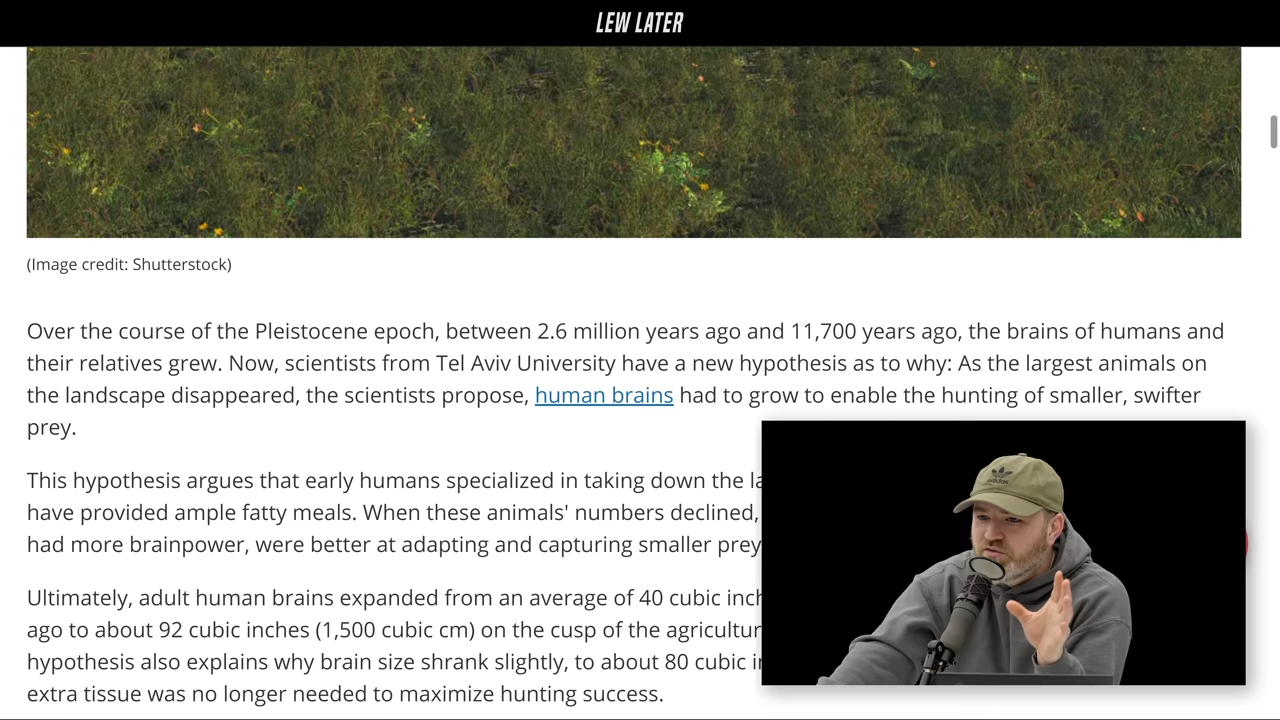 LEW LATER
(Image credit: Shutterstock)
Over the course of the Pleistocene epoch, between 2.6 million years ago and 11,700 years ago, the brains of humans and
their relatives grew. Now, scientists from Tel Aviv University have a new hypothesis as to why: As the largest animals on
the landscape disappeared, the scientists propose, human brains had to grow to enable the hunting of smaller, swifter
prey.
This hypothesis argues that early humans specialized in taking down the
have provided ample fatty meals. When these animals' numbers declined,
had more brainpower, were better at adapting and capturing smaller prey
Ultimately, adult human brains expanded from an average of 40 cubic
ago to about 92 cubic inches (1,500 cubic cm) on the cusp of the
hypothesis also explains why brain size shrank slightly, to about 80 cubic
extra tissue was no longer needed to maximize hunting success.
adidas